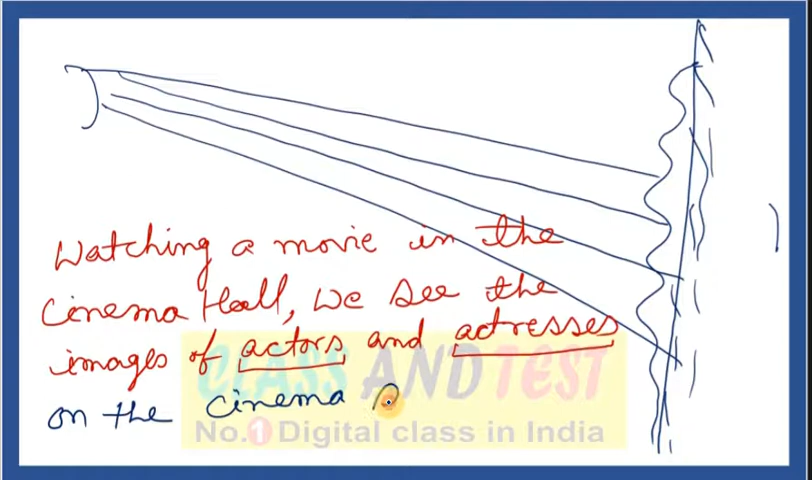 Watching a movie in the
Cinema Hall, we see the
images of actors and actresses
on the cinema
CLASS AND TEST
No.1 Digital class in India